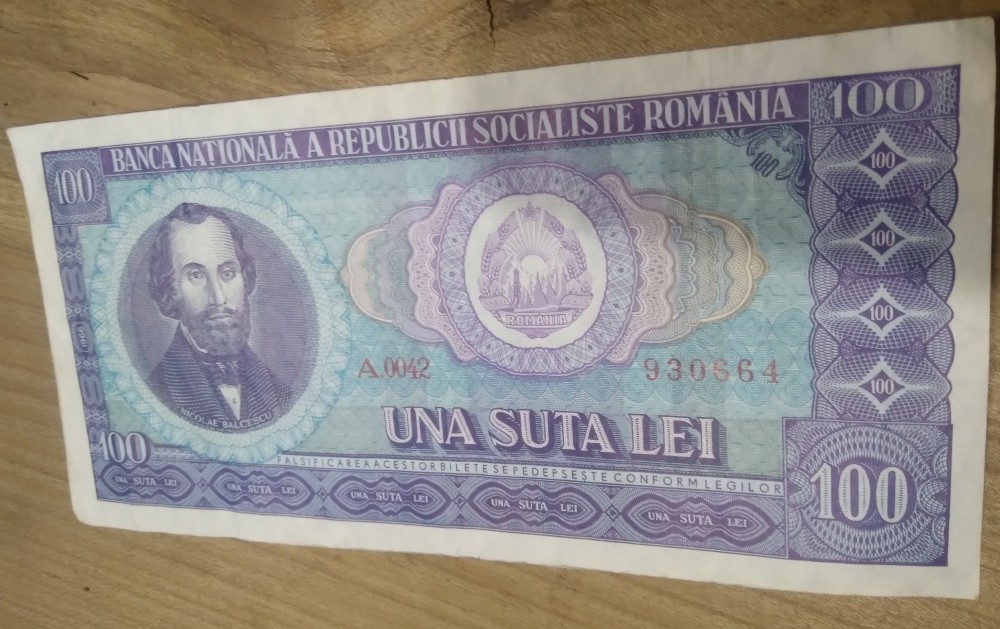 BANCA NAȚIONALĂ A REPUBLICII SOCIALISTE ROMÂNIA
100
100
100
100
100
100
100
100
1966
ROMÂNIA
A.0042
930664
NICOLAE BALCESCU
UNA SUTA LEI
100
FALSIFICAREA ACESTOR BILETE SE PEDEPSEȘTE CONFORM LEGILOR
UNA SUTA LEI
UNA SUTA LEI
UNA SUTA LEI
UNA SUTA LEI
UNA SUTA LEI